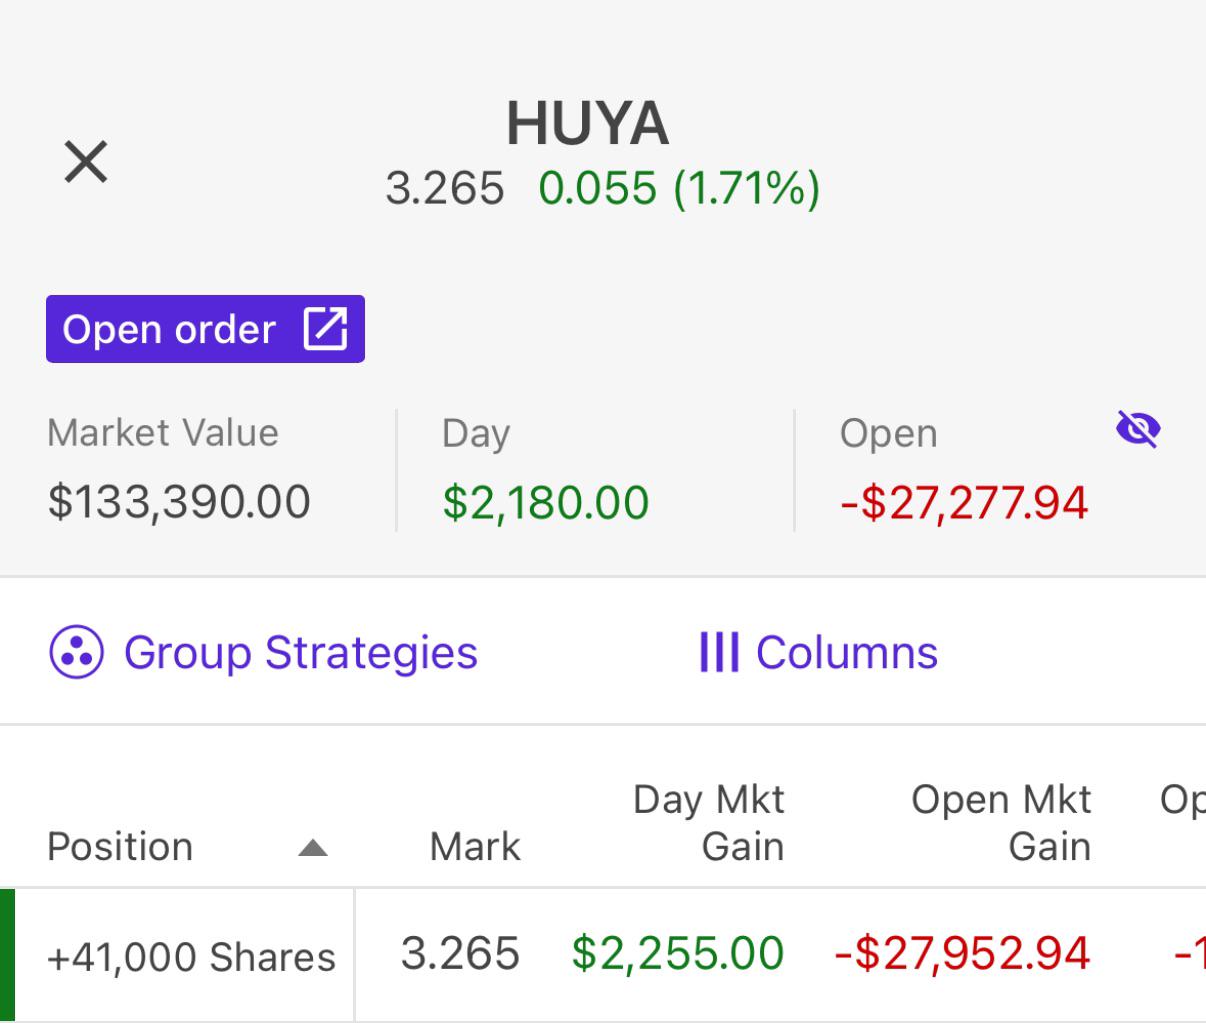 HUYA
3.265 0.055 (1.71%)
Open order
Market Value Day Open
$133,390.00 $2,180.00 -$27,277.94
Group Strategies Columns
Day Mkt Open Mkt Op
Position Mark Gain Gain
+41,000 Shares 3.265 $2,255.00 -$27,952.94 -1